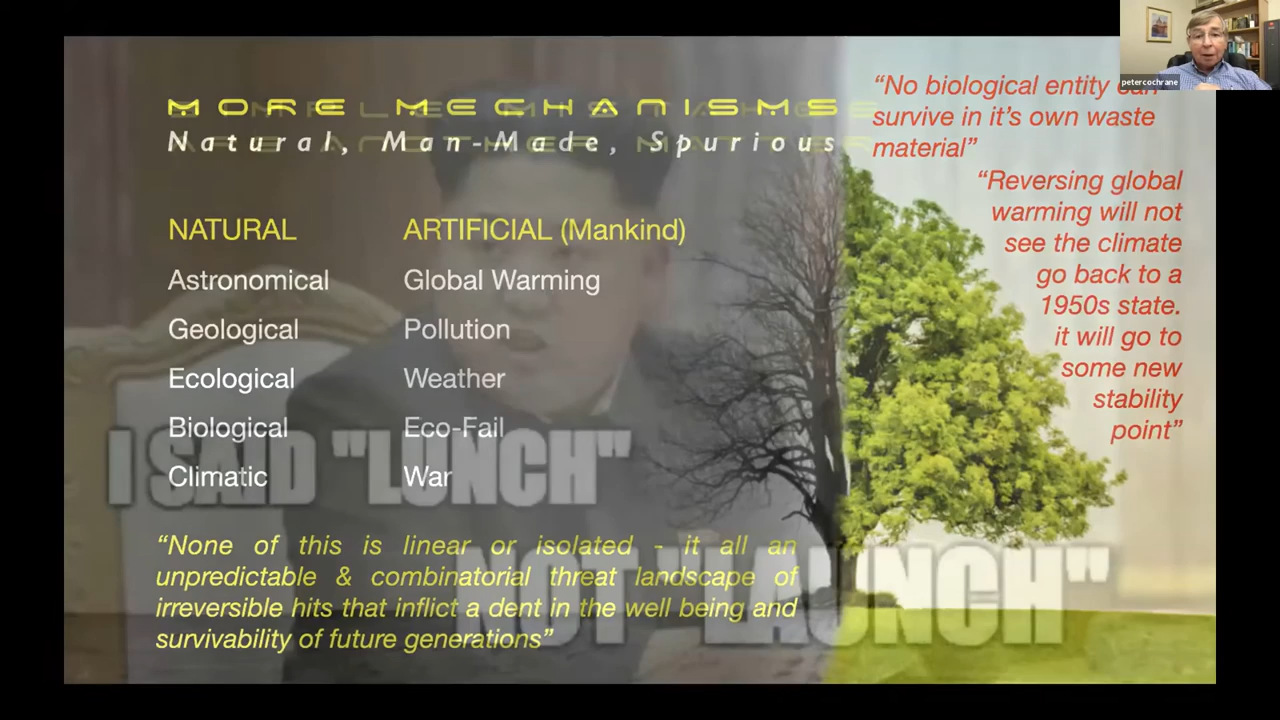 MORE MECHANISMS
Natural, Man-Made, Spurious
NATURAL ARTIFICIAL (Mankind)
Astronomical Global Warming
Geological Pollution
Ecological Weather
Biological Eco-Fail
Climatic War
I SAID "LUNCH"
NOT "LAUNCH"
“None of this is linear or isolated - it all an
unpredictable & combinatorial threat landscape of
irreversible hits that inflict a dent in the well being and
survivability of future generations”
“No biological entity can
survive in it’s own waste
material”
“Reversing global
warming will not
see the climate
go back to a
1950s state.
it will go to
some new
stability
point”
petercochrane